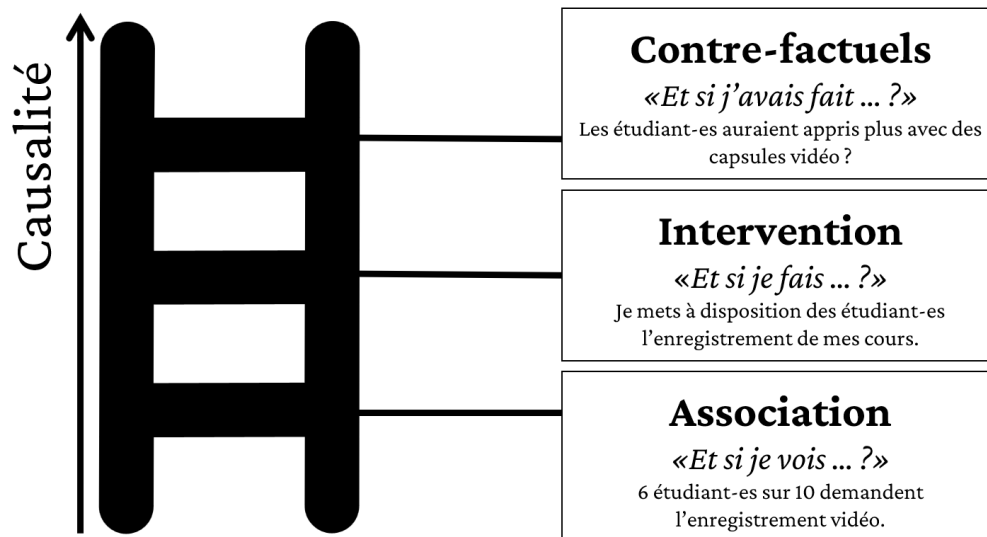 Causalité
Contre-factuels
«Et si j’avais fait ... ?»
Les étudiant-es auraient appris plus avec des
capsules vidéo ?
Intervention
«Et si je fais ... ?»
Je mets à disposition des étudiant-es
l’enregistrement de mes cours.
Association
«Et si je vois ... ?»
6 étudiant-es sur 10 demandent
l’enregistrement vidéo.